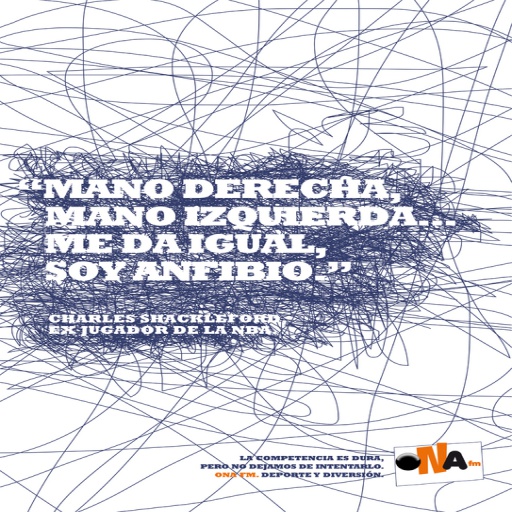 “MANO DERECHA,
MANO IZQUIERDA...
ME DA IGUAL,
SOY ANFIBIO.”
CHARLES SHACKLEFORD -
EX JUGADOR DE LA NBA.
LA COMPETENCIA ES DURA,
PERO NO DEJAMOS DE INTENTARLO.
ONA FM. DEPORTE Y DIVERSIÓN.
ONA fm